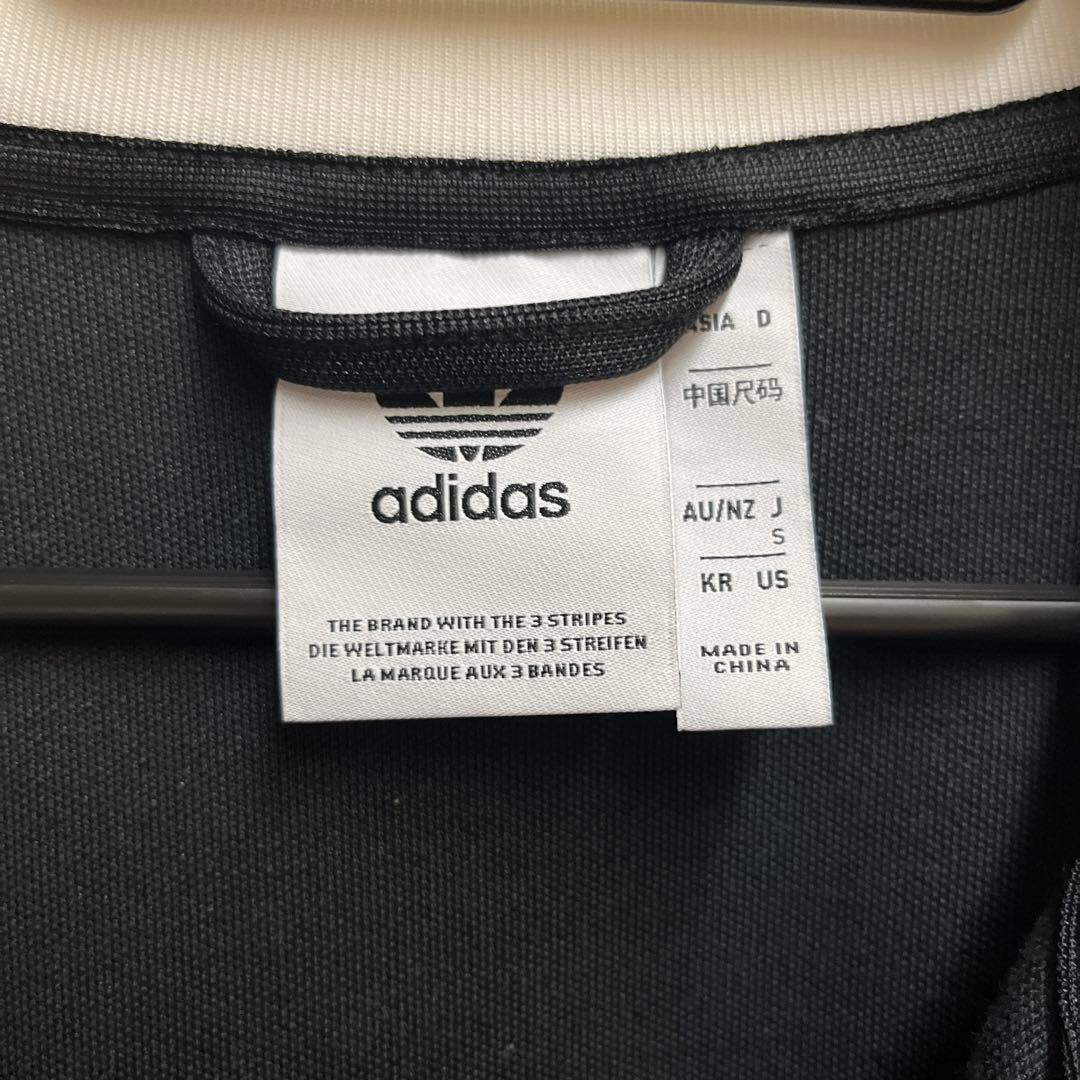 adidas
THE BRAND WITH THE 3 STRIPES
DIE WELTMARKE MIT DEN 3 STREIFEN
LA MARQUE AUX 3 BANDES
D
中国尺码
AU/NZ J
S
KR US
MADE IN
CHINA